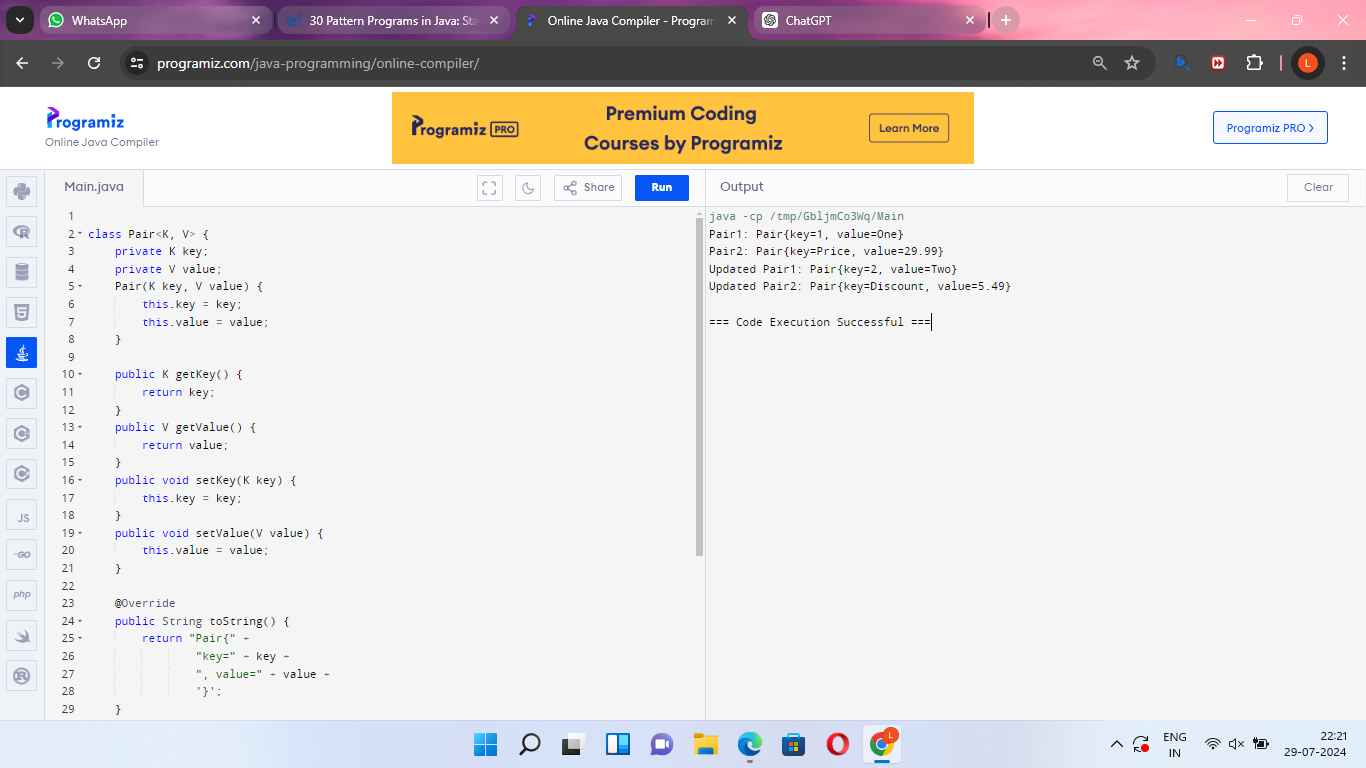 WhatsApp
30 Pattern Programs in Java: Sta
Online Java Compiler - Program
ChatGPT
programiz.com/java-programming/online-compiler/
L
Programiz
Online Java Compiler
Programiz PRO
Premium Coding
Courses by Programiz
Learn More
Programiz PRO >
Main.java
Share
Run
Output
Clear
1
2 class Pair<K, V> {
3 private K key;
4 private V value;
5 Pair(K key, V value) {
6 this.key = key;
7 this.value = value;
8 }
9
10 public K getKey() {
11 return key;
12 }
13 public V getValue() {
14 return value;
15 }
16 public void setKey(K key) {
17 this.key = key;
18 }
19 public void setValue(V value) {
20 this.value = value;
21 }
22
23 @Override
24 public String toString() {
25 return "Pair{" +
26 "key=" + key +
27 ", value=" + value +
28 '}';
29 }
java -cp /tmp/GbljmCo3Wq/Main
Pair1: Pair{key=1, value=One}
Pair2: Pair{key=Price, value=29.99}
Updated Pair1: Pair{key=2, value=Two}
Updated Pair2: Pair{key=Discount, value=5.49}
=== Code Execution Successful ===
JS
GO
php
L
ENG
IN
22:21
29-07-2024